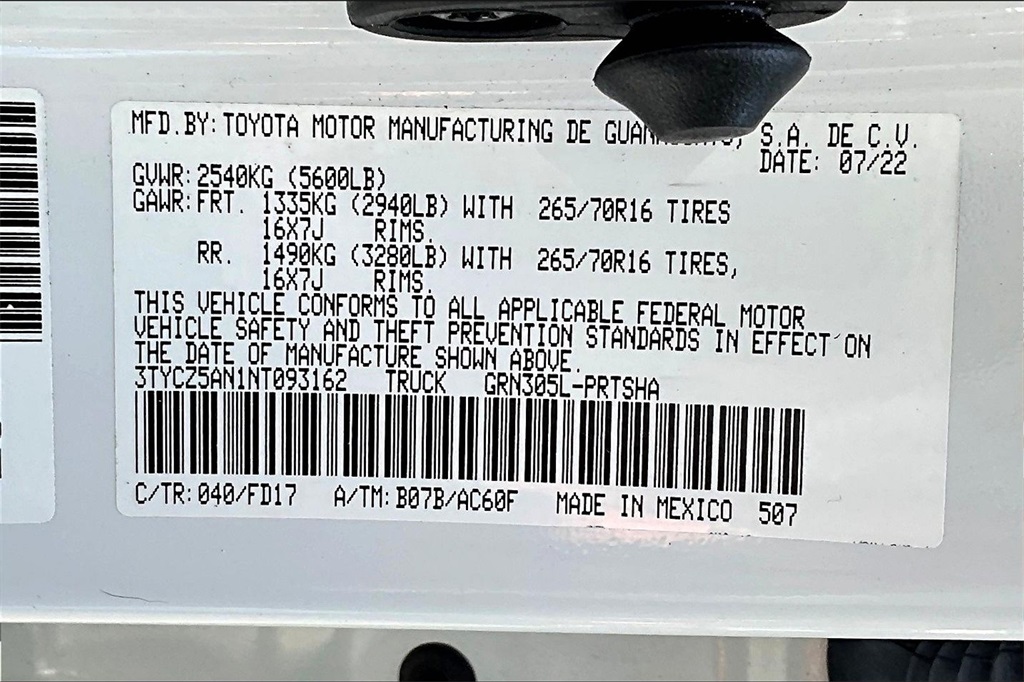 MFD.BY: TOYOTA MOTOR MANUFACTURING DE S.A. DE C.V.
DATE: 07/22
GVWR: 2540KG (5600LB)
GAWR: FRT. 1335KG (2940LB) WITH 265/70R16 TIRES
16X7J RIMS.
RR. 1490KG (3280LB) WITH 265/70R16 TIRES,
16X7J RIMS.
THIS VEHICLE CONFORMS TO ALL APPLICABLE FEDERAL MOTOR
VEHICLE SAFETY AND THEFT PREVENTION STANDARDS IN EFFECT ON
THE DATE OF MANUFACTURE SHOWN ABOVE.
3TYCZ5AN1NT093162 TRUCK GRN305L-PRTSHA
C/TR: 040/FD17 A/TM: B07B/AC60F MADE IN MEXICO 507